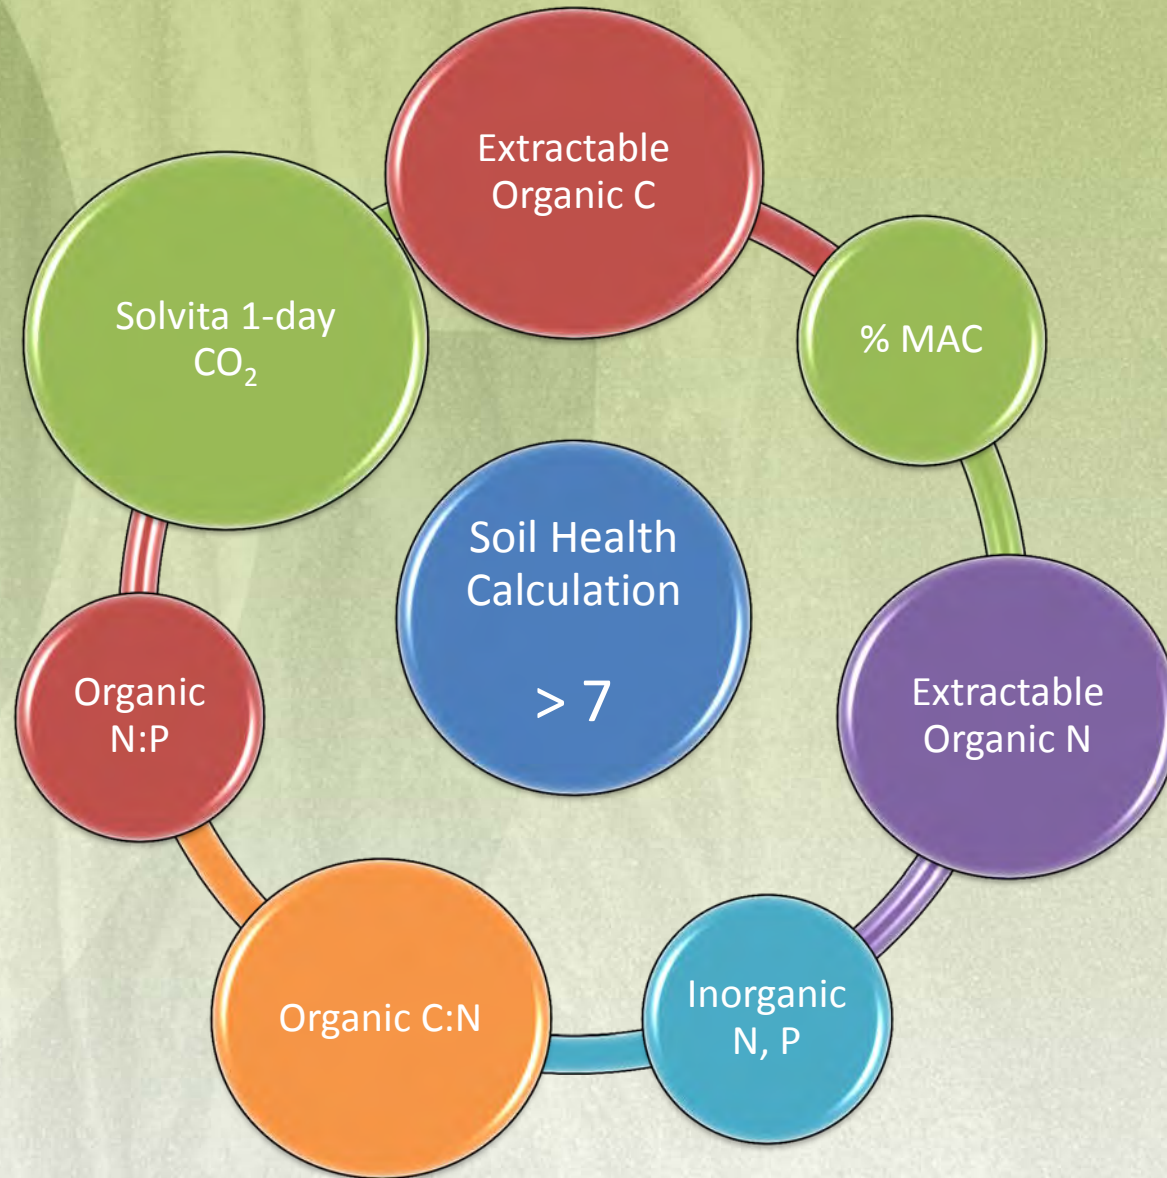 Extractable
Organic C
% MAC
Extractable
Organic N
Inorganic
N, P
Organic C:N
Organic
N:P
Solvita 1-day
CO₂
Soil Health
Calculation
> 7